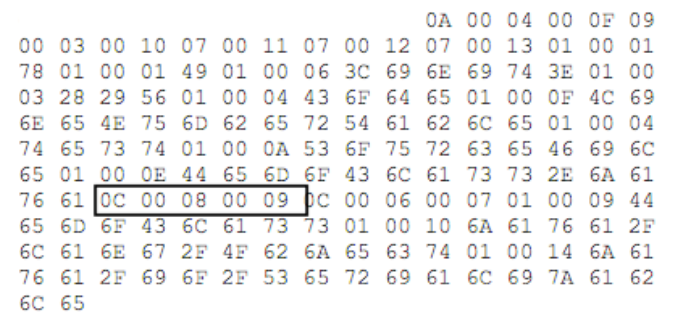 0A 00 04 00 0F 09
00 03 00 10 07 00 11 07 00 12 07 00 13 01 00 01
78 01 00 01 49 01 00 06 3C 69 6E 69 74 3E 01 00
03 28 29 56 01 00 04 43 6F 64 65 01 00 0F 4C 69
6E 65 4E 75 6D 62 65 72 54 61 62 6C 65 01 00 04
74 65 73 74 01 00 0A 53 6F 75 72 63 65 46 69 6C
65 01 00 0E 44 65 6D 6F 43 6C 61 73 73 2E 6A 61
76 61 0C 00 08 00 09 0C 00 06 00 07 01 00 09 44
65 6D 6F 43 6C 61 73 73 01 00 10 6A 61 76 61 2F
6C 61 6E 67 2F 4F 62 6A 65 63 74 01 00 14 6A 61
76 61 2F 69 6F 2F 53 65 72 69 61 6C 69 7A 61 62
6C 65